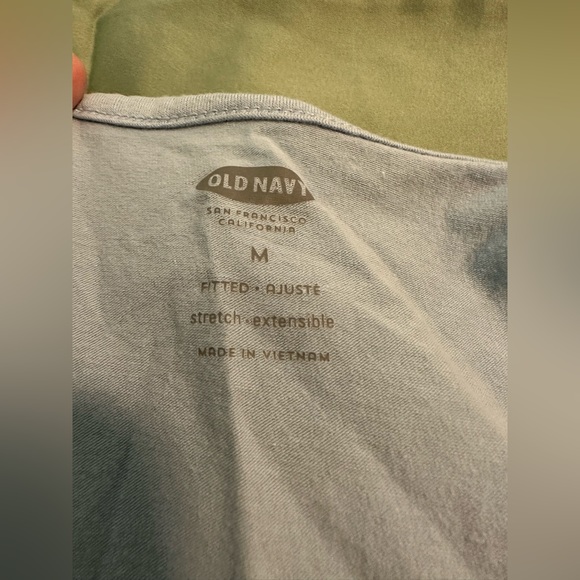 OLD NAVY
SAN FRANCISCO
CALIFORNIA
M
FITTED • AJUSTÉ
stretch • extensible
MADE IN VIETNAM